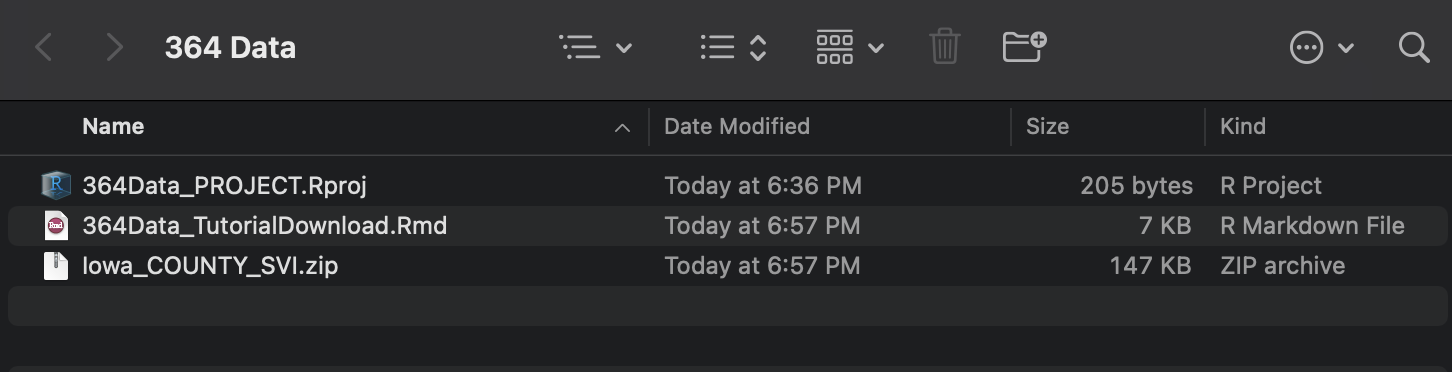 364 Data
Name Date Modified Size Kind
R 364Data_PROJECT.Rproj Today at 6:36 PM 205 bytes R Project
Rmd 364Data_TutorialDownload.Rmd Today at 6:57 PM 7 KB R Markdown File
Iowa_COUNTY_SVI.zip Today at 6:57 PM 147 KB ZIP archive